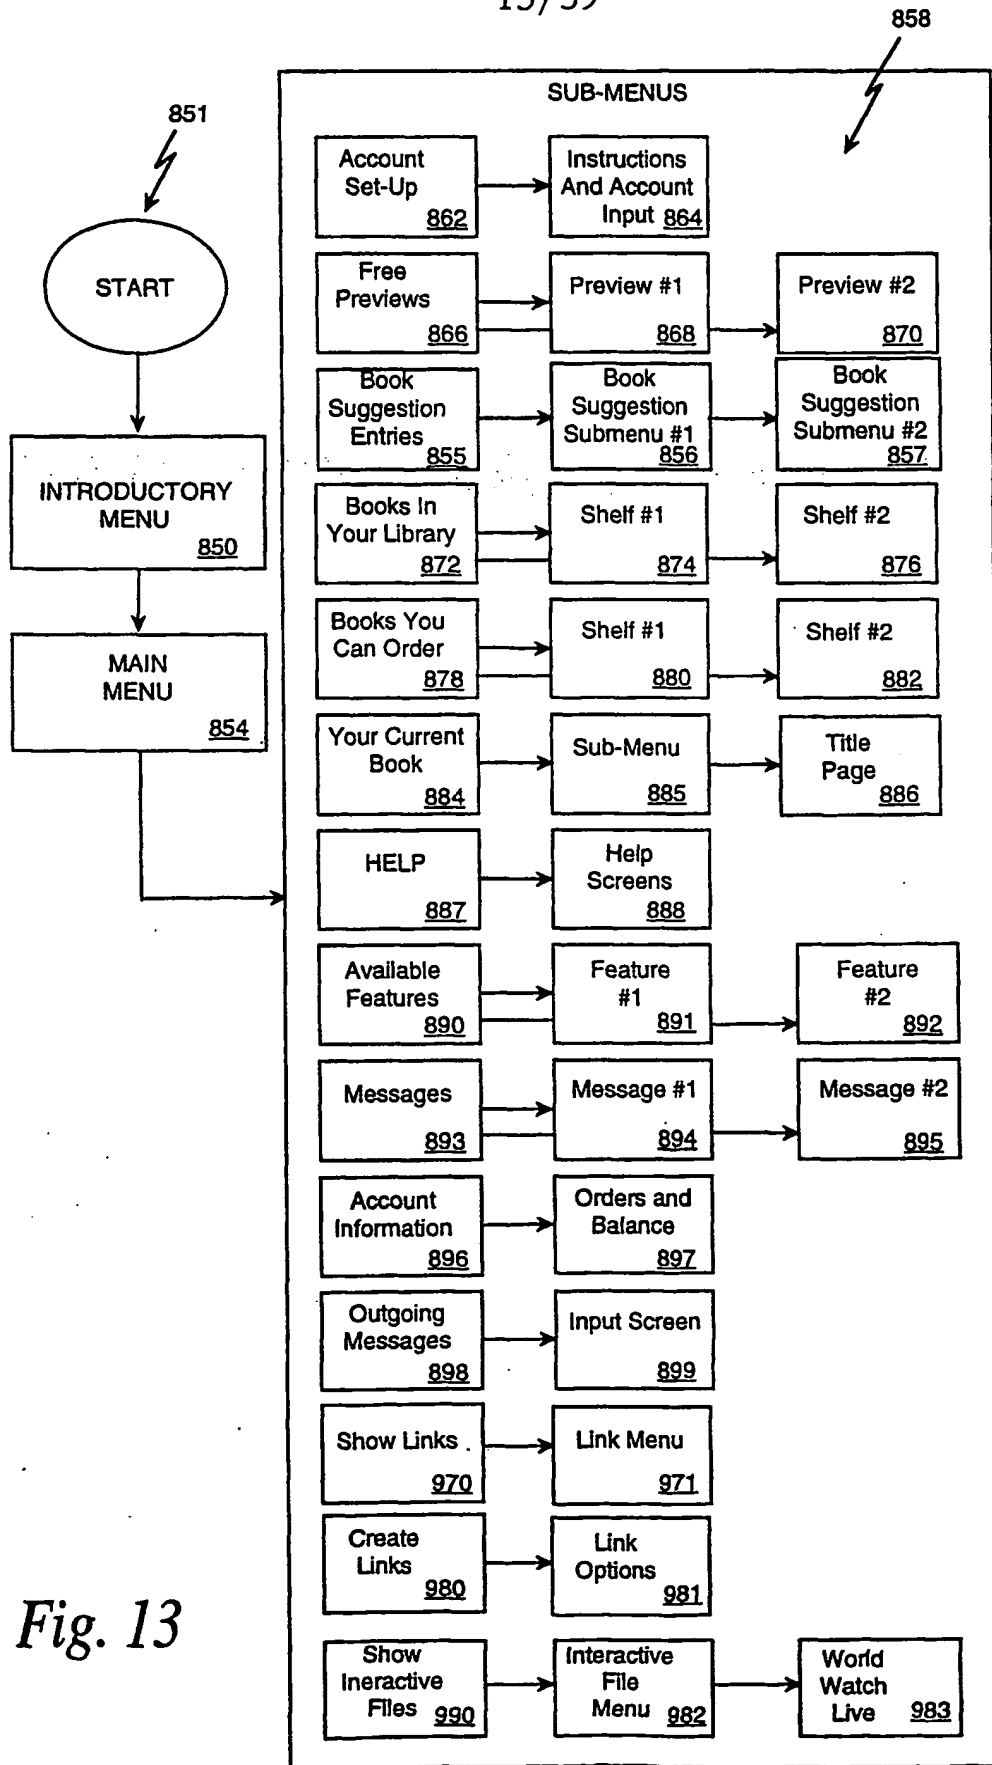 13/39
858
SUB-MENUS
851
START
INTRODUCTORY
MENU
850
MAIN
MENU
854
Account
Set-Up
862
Instructions
And Account
Input 864
Free
Previews
866
Preview #1
868
Preview #2
870
Book
Suggestion
Entries
855
Book
Suggestion
Submenu #1
856
Book
Suggestion
Submenu #2
857
Books In
Your Library
872
Shelf #1
874
Shelf #2
876
Books You
Can Order
878
Shelf #1
880
Shelf #2
882
Your Current
Book
884
Sub-Menu
885
Title
Page
886
HELP
887
Help
Screens
888
Available
Features
890
Feature
#1
891
Feature
#2
892
Messages
893
Message #1
894
Message #2
895
Account
Information
896
Orders and
Balance
897
Outgoing
Messages
898
Input Screen
899
Show Links
970
Link Menu
971
Create
Links
980
Link
Options
981
Show
Ineractive
Files 990
Interactive
File
Menu 982
World
Watch
Live 983
Fig. 13